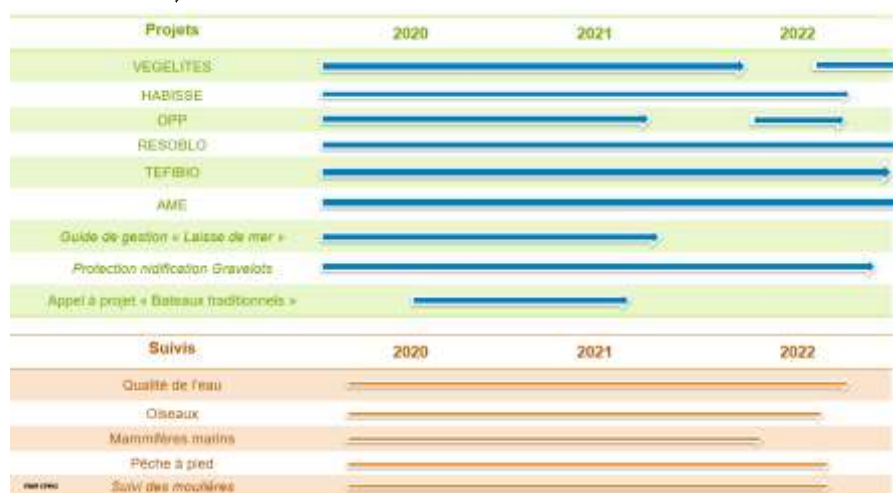 Projets 2020 2021 2022
VEGELITES
HABISSE
OPP
RESOBLO
TEFIBIO
AME
Guide de gestion « Laisse de mer »
Protection nidification Gravelots
Appel à projet « Bateaux traditionnels »
Suivis 2020 2021 2022
Qualité de l'eau
Oiseaux
Mammifères marins
Pêche à pied
Suivi des moulières